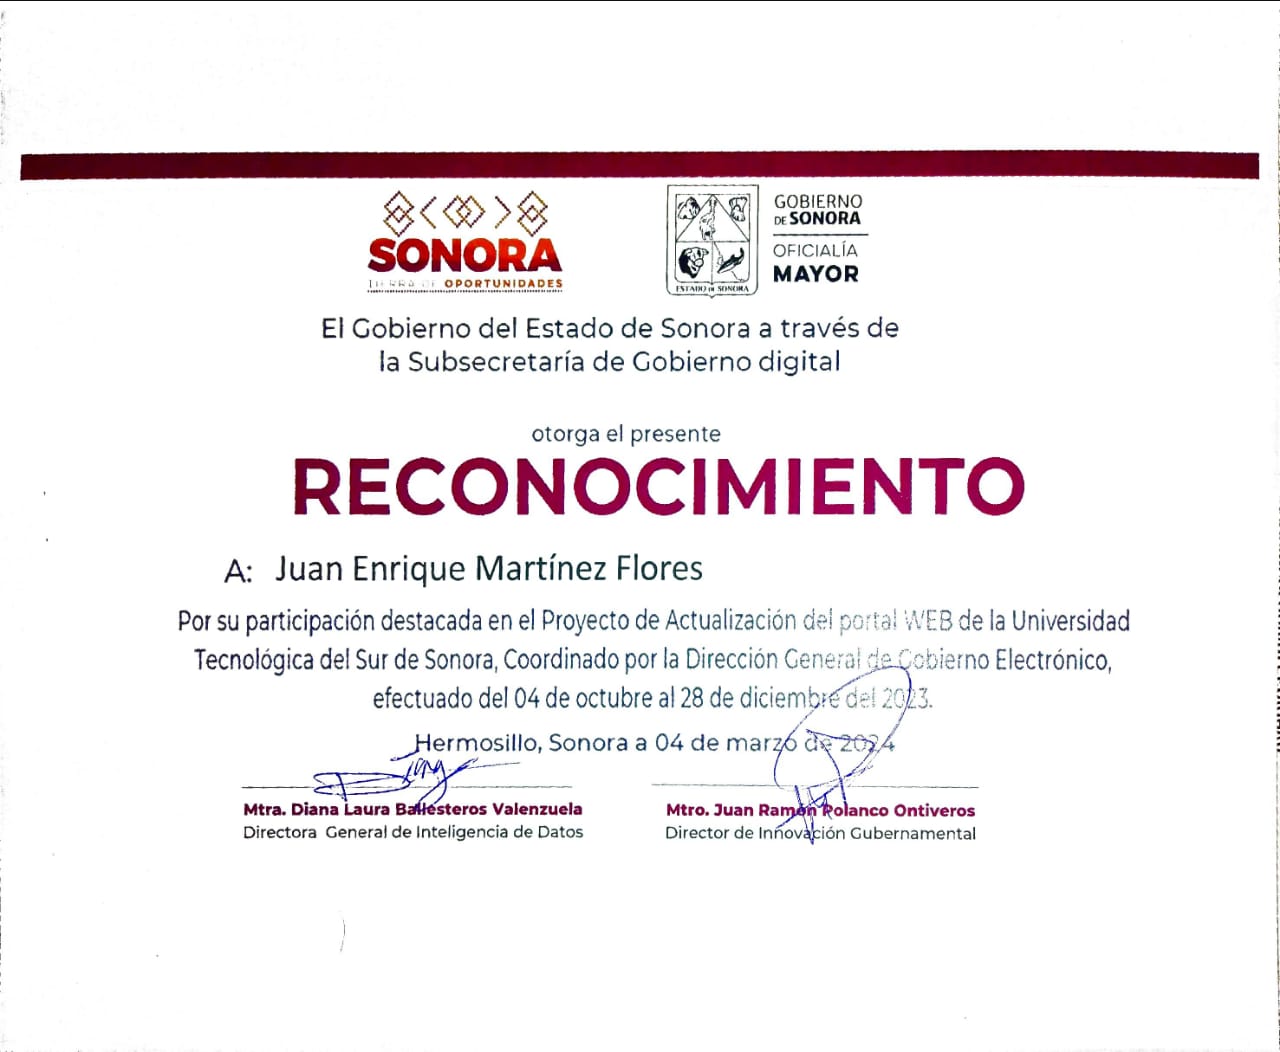 SONORA
TIERRA DE OPORTUNIDADES
ESTADO DE SONORA
GOBIERNO
DE SONORA
OFICIALÍA
MAYOR
El Gobierno del Estado de Sonora a través de
la Subsecretaría de Gobierno digital
otorga el presente
RECONOCIMIENTO
A: Juan Enrique Martínez Flores
Por su participación destacada en el Proyecto de Actualización del portal WEB de la Universidad
Tecnológica del Sur de Sonora, Coordinado por la Dirección General de Gobierno Electrónico,
efectuado del 04 de octubre al 28 de diciembre del 2023.
Hermosillo, Sonora a 04 de marzo de 2024
Mtra. Diana Laura Ballesteros Valenzuela
Directora General de Inteligencia de Datos
Mtro. Juan Ramón Polanco Ontiveros
Director de Innovación Gubernamental